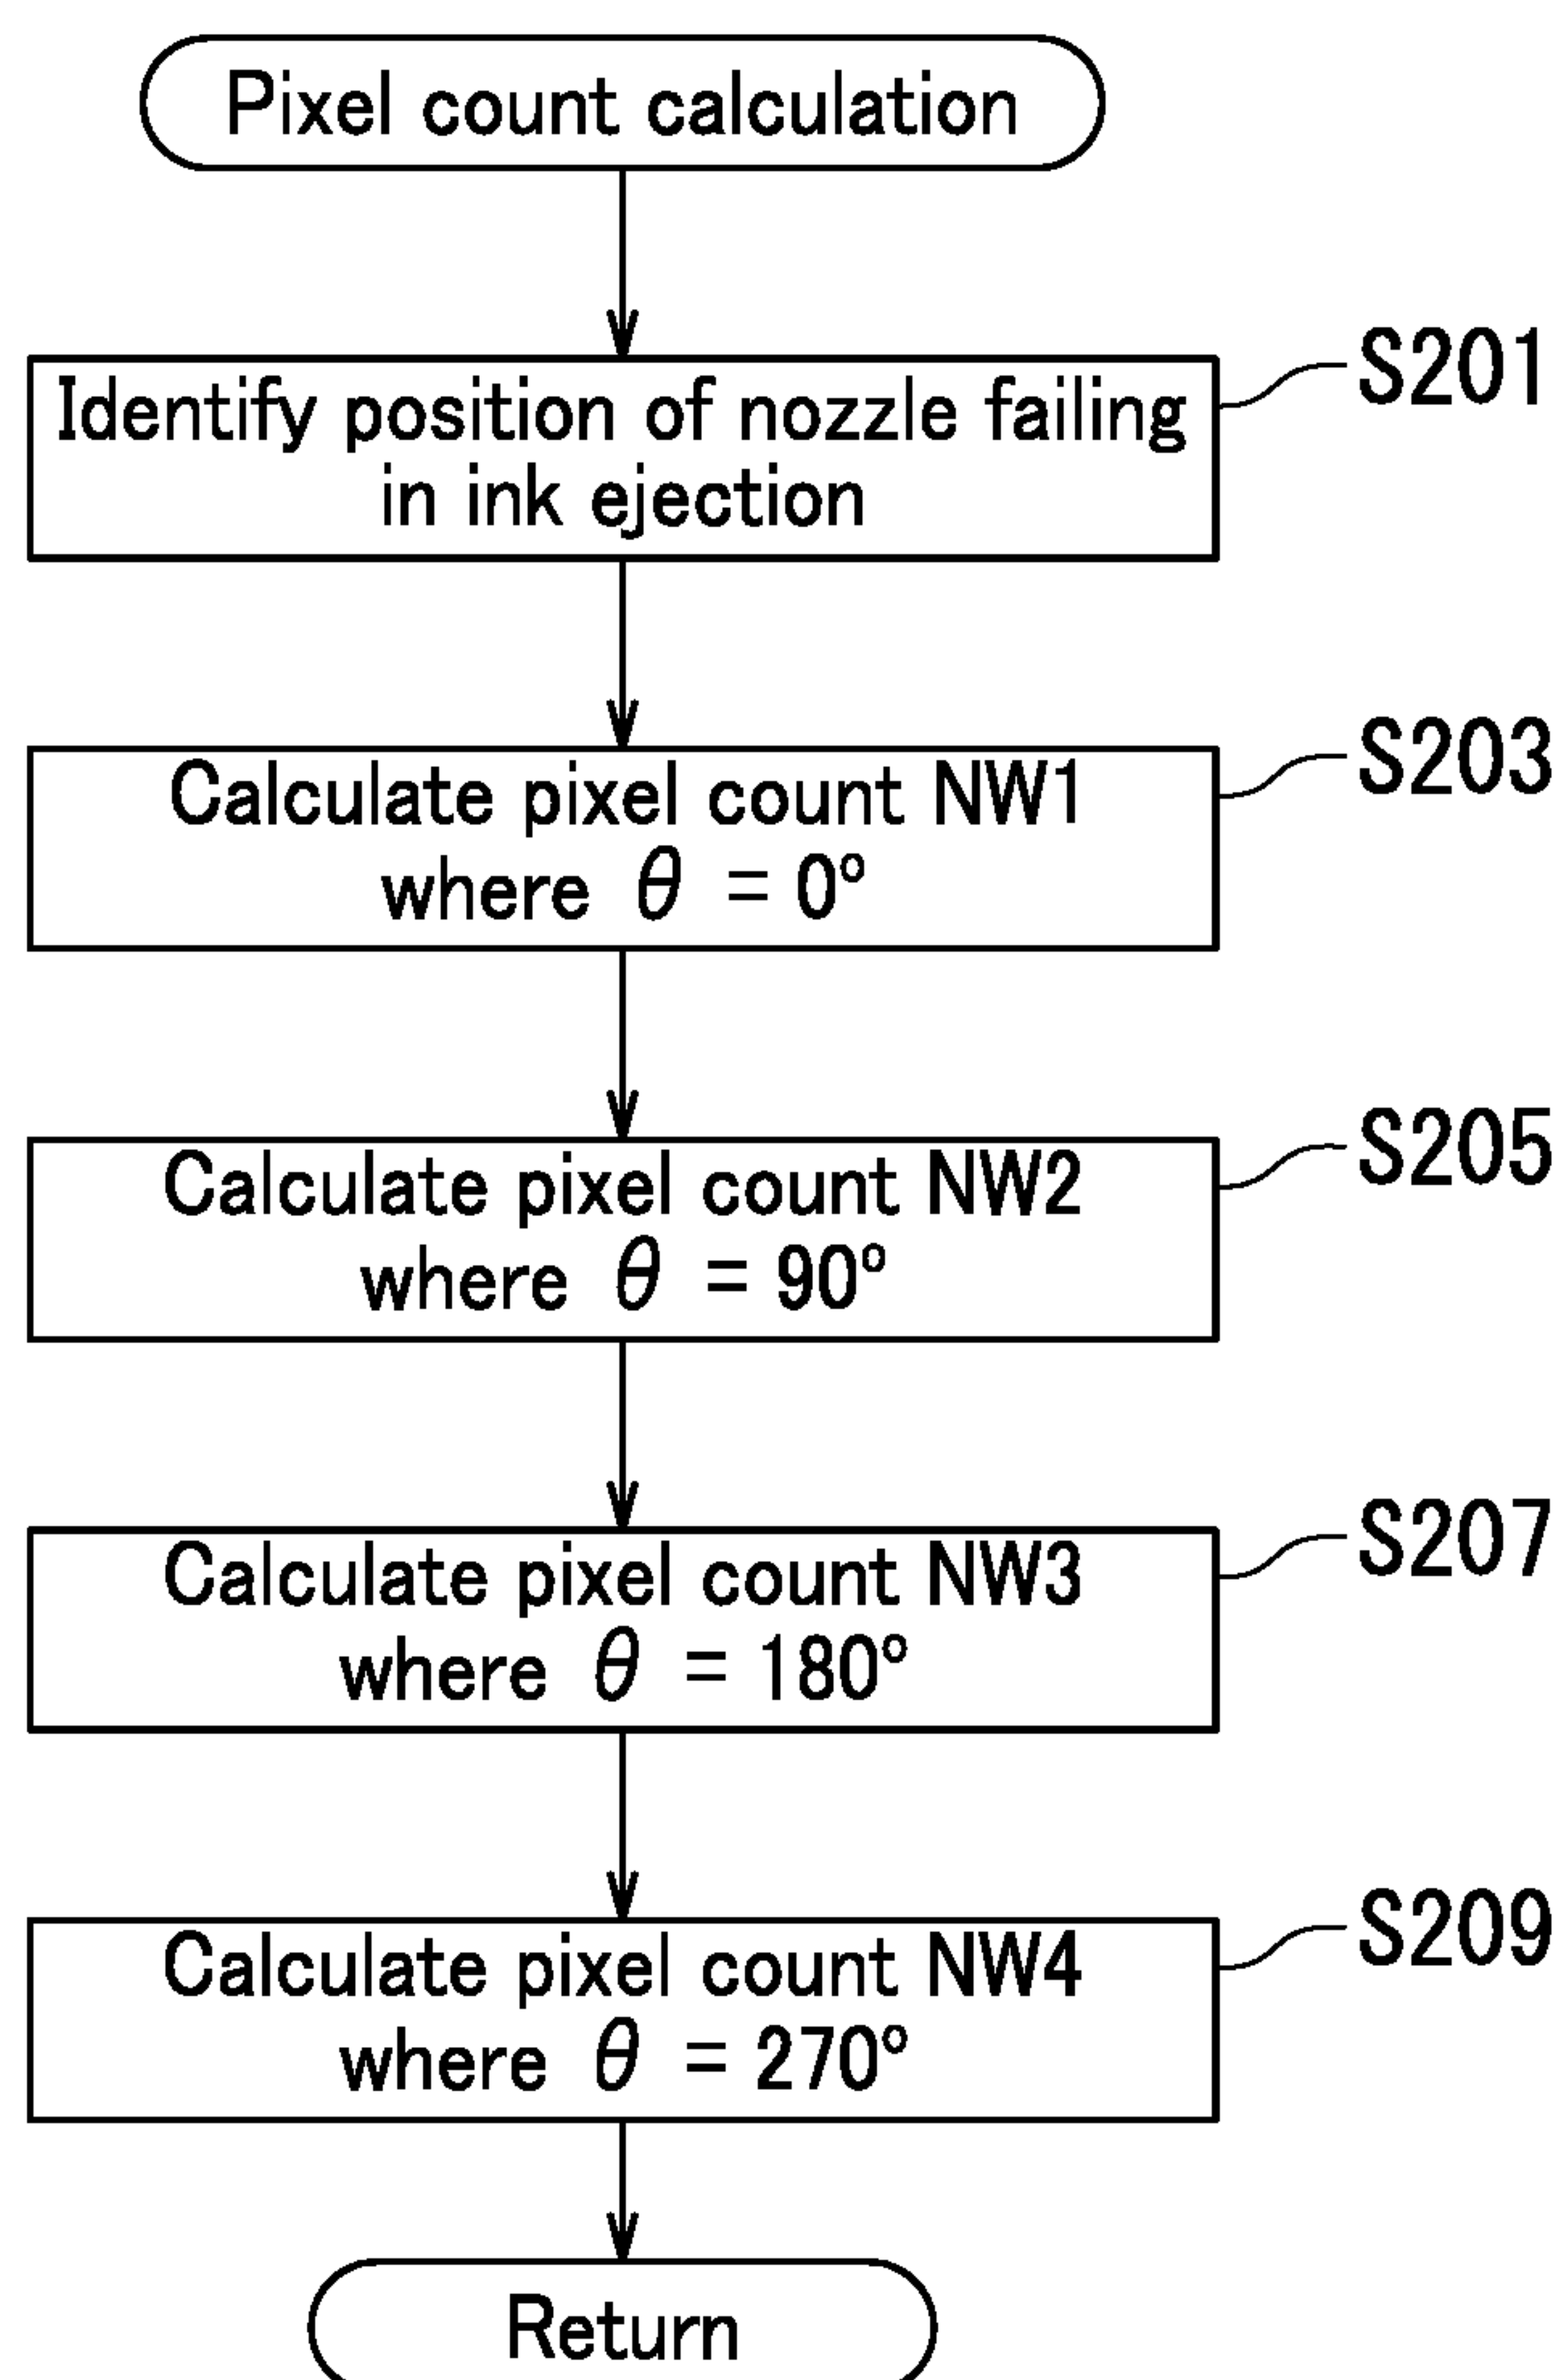 Pixel count calculation
Identify position of nozzle failing
in ink ejection
S201
Calculate pixel count NW1
where θ = 0°
S203
Calculate pixel count NW2
where θ = 90°
S205
Calculate pixel count NW3
where θ = 180°
S207
Calculate pixel count NW4
where θ = 270°
S209
Return